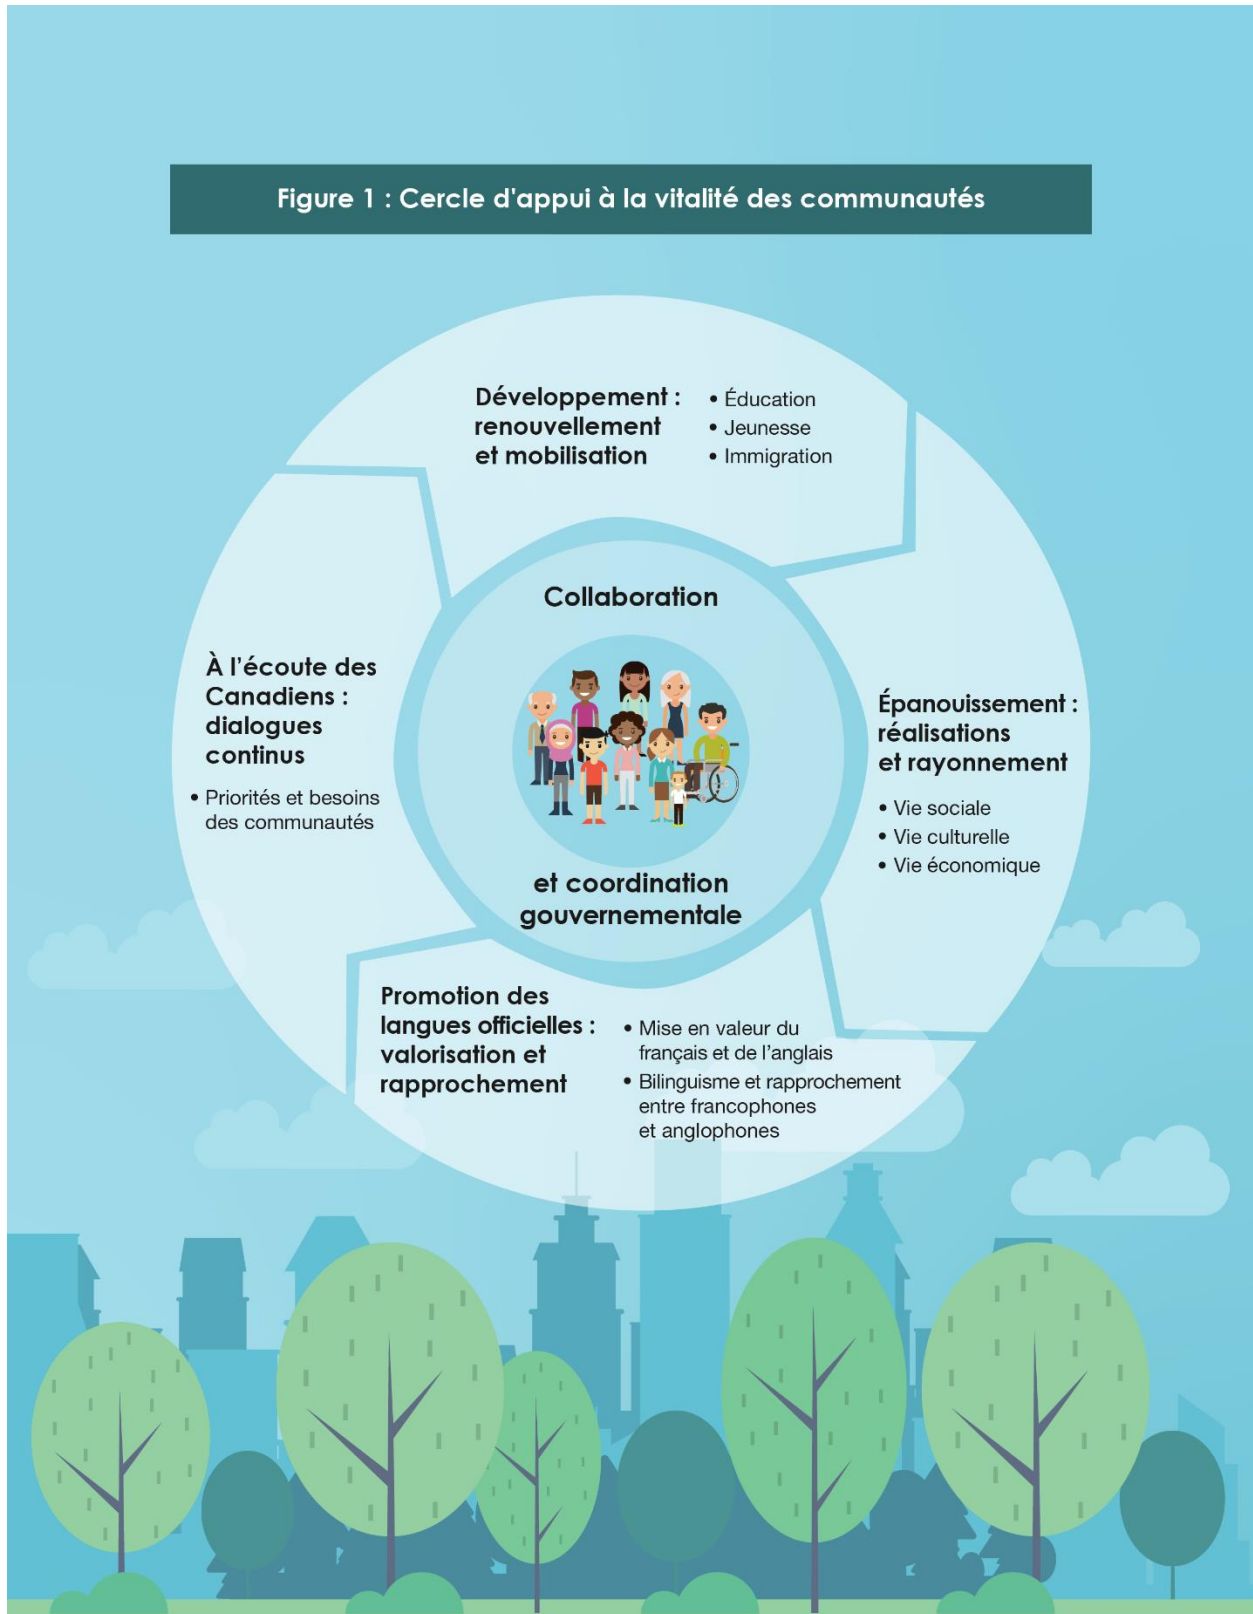 Figure 1 : Cercle d'appui à la vitalité des communautés
Développement :
renouvellement
et mobilisation
• Éducation
• Jeunesse
• Immigration
Collaboration
et coordination
gouvernementale
À l’écoute des
Canadiens :
dialogues
continus
• Priorités et besoins
des communautés
Épanouissement :
réalisations
et rayonnement
• Vie sociale
• Vie culturelle
• Vie économique
Promotion des
langues officielles :
valorisation et
rapprochement
• Mise en valeur du
français et de l’anglais
• Bilinguisme et rapprochement
entre francophones
et anglophones